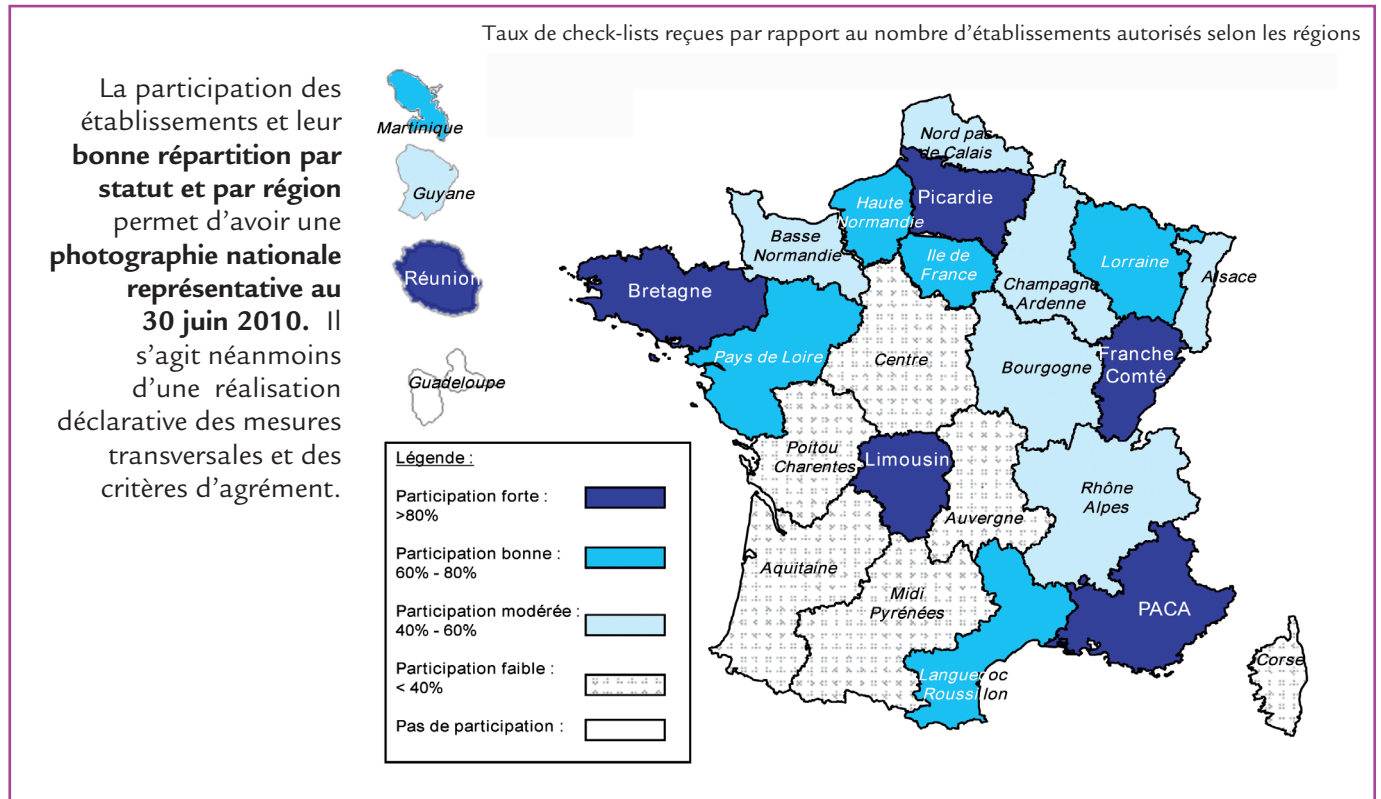 Taux de check-lists reçues par rapport au nombre d’établissements autorisés selon les régions
La participation des
établissements et leur
bonne répartition par
statut et par région
permet d’avoir une
photographie nationale
représentative au
30 juin 2010. Il
s’agit néanmoins
d’une réalisation
déclarative des mesures
transversales et des
critères d’agrément.
Martinique
Guyane
Réunion
Guadeloupe
Légende :
Participation forte :
>80%
Participation bonne :
60% - 80%
Participation modérée :
40% - 60%
Participation faible :
< 40%
Pas de participation :
Nord pas
de Calais
Picardie
Haute
Normandie
Basse
Normandie
Ile de
France
Champagne
Ardenne
Lorraine
Alsace
Bretagne
Pays de Loire
Centre
Bourgogne
Franche
Comté
Poitou
Charentes
Limousin
Auvergne
Rhône
Alpes
Aquitaine
Midi
Pyrénées
Languedoc
Roussillon
PACA
Corse